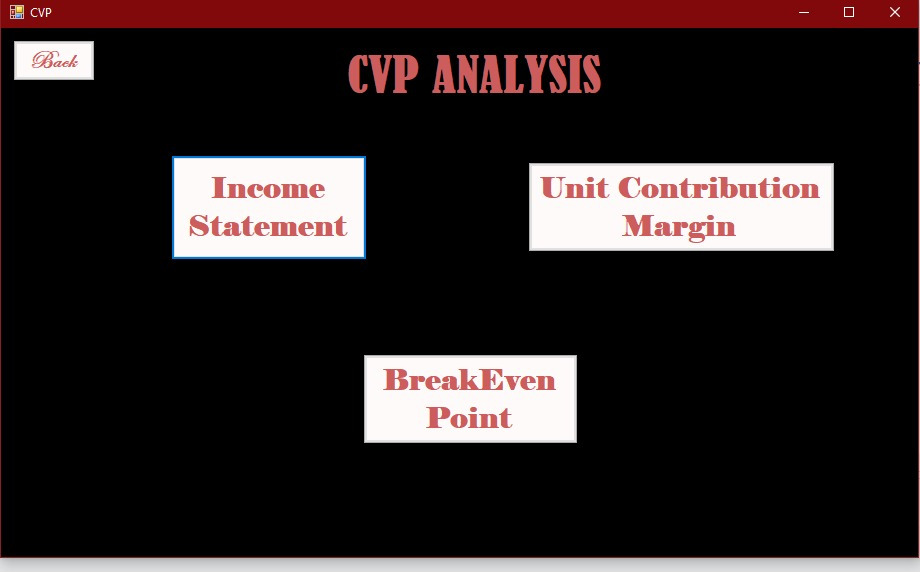 CVP
Back
CVP ANALYSIS
Income
Statement
Unit Contribution
Margin
BreakEven
Point